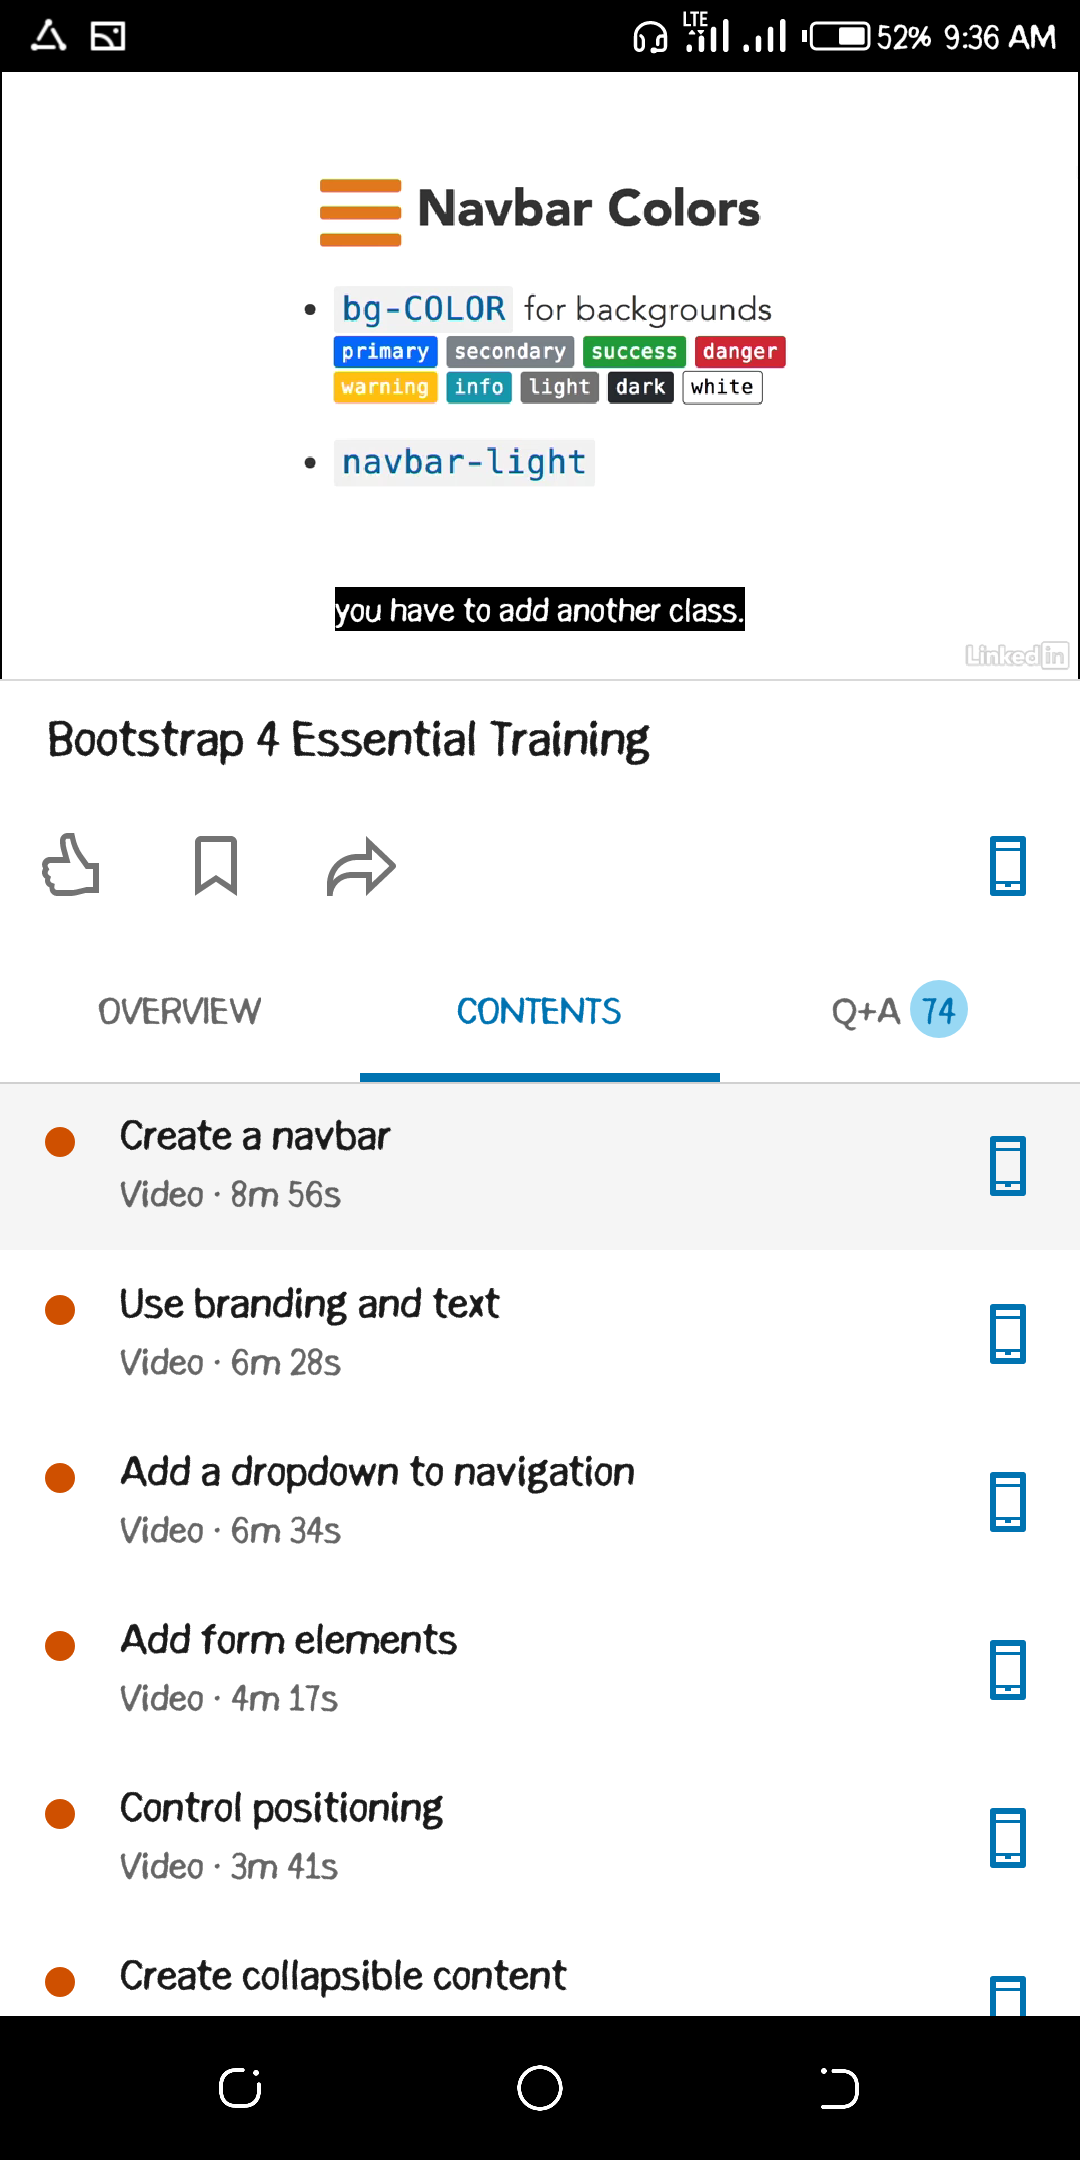 LTE 52% 9:36 AM
Navbar Colors
• bg-COLOR for backgrounds
primary secondary success danger
warning info light dark white
• navbar-light
you have to add another class.
Linked in
Bootstrap 4 Essential Training
OVERVIEW CONTENTS Q+A 74
Create a navbar
Video · 8m 56s
Use branding and text
Video · 6m 28s
Add a dropdown to navigation
Video · 6m 34s
Add form elements
Video · 4m 17s
Control positioning
Video · 3m 41s
Create collapsible content